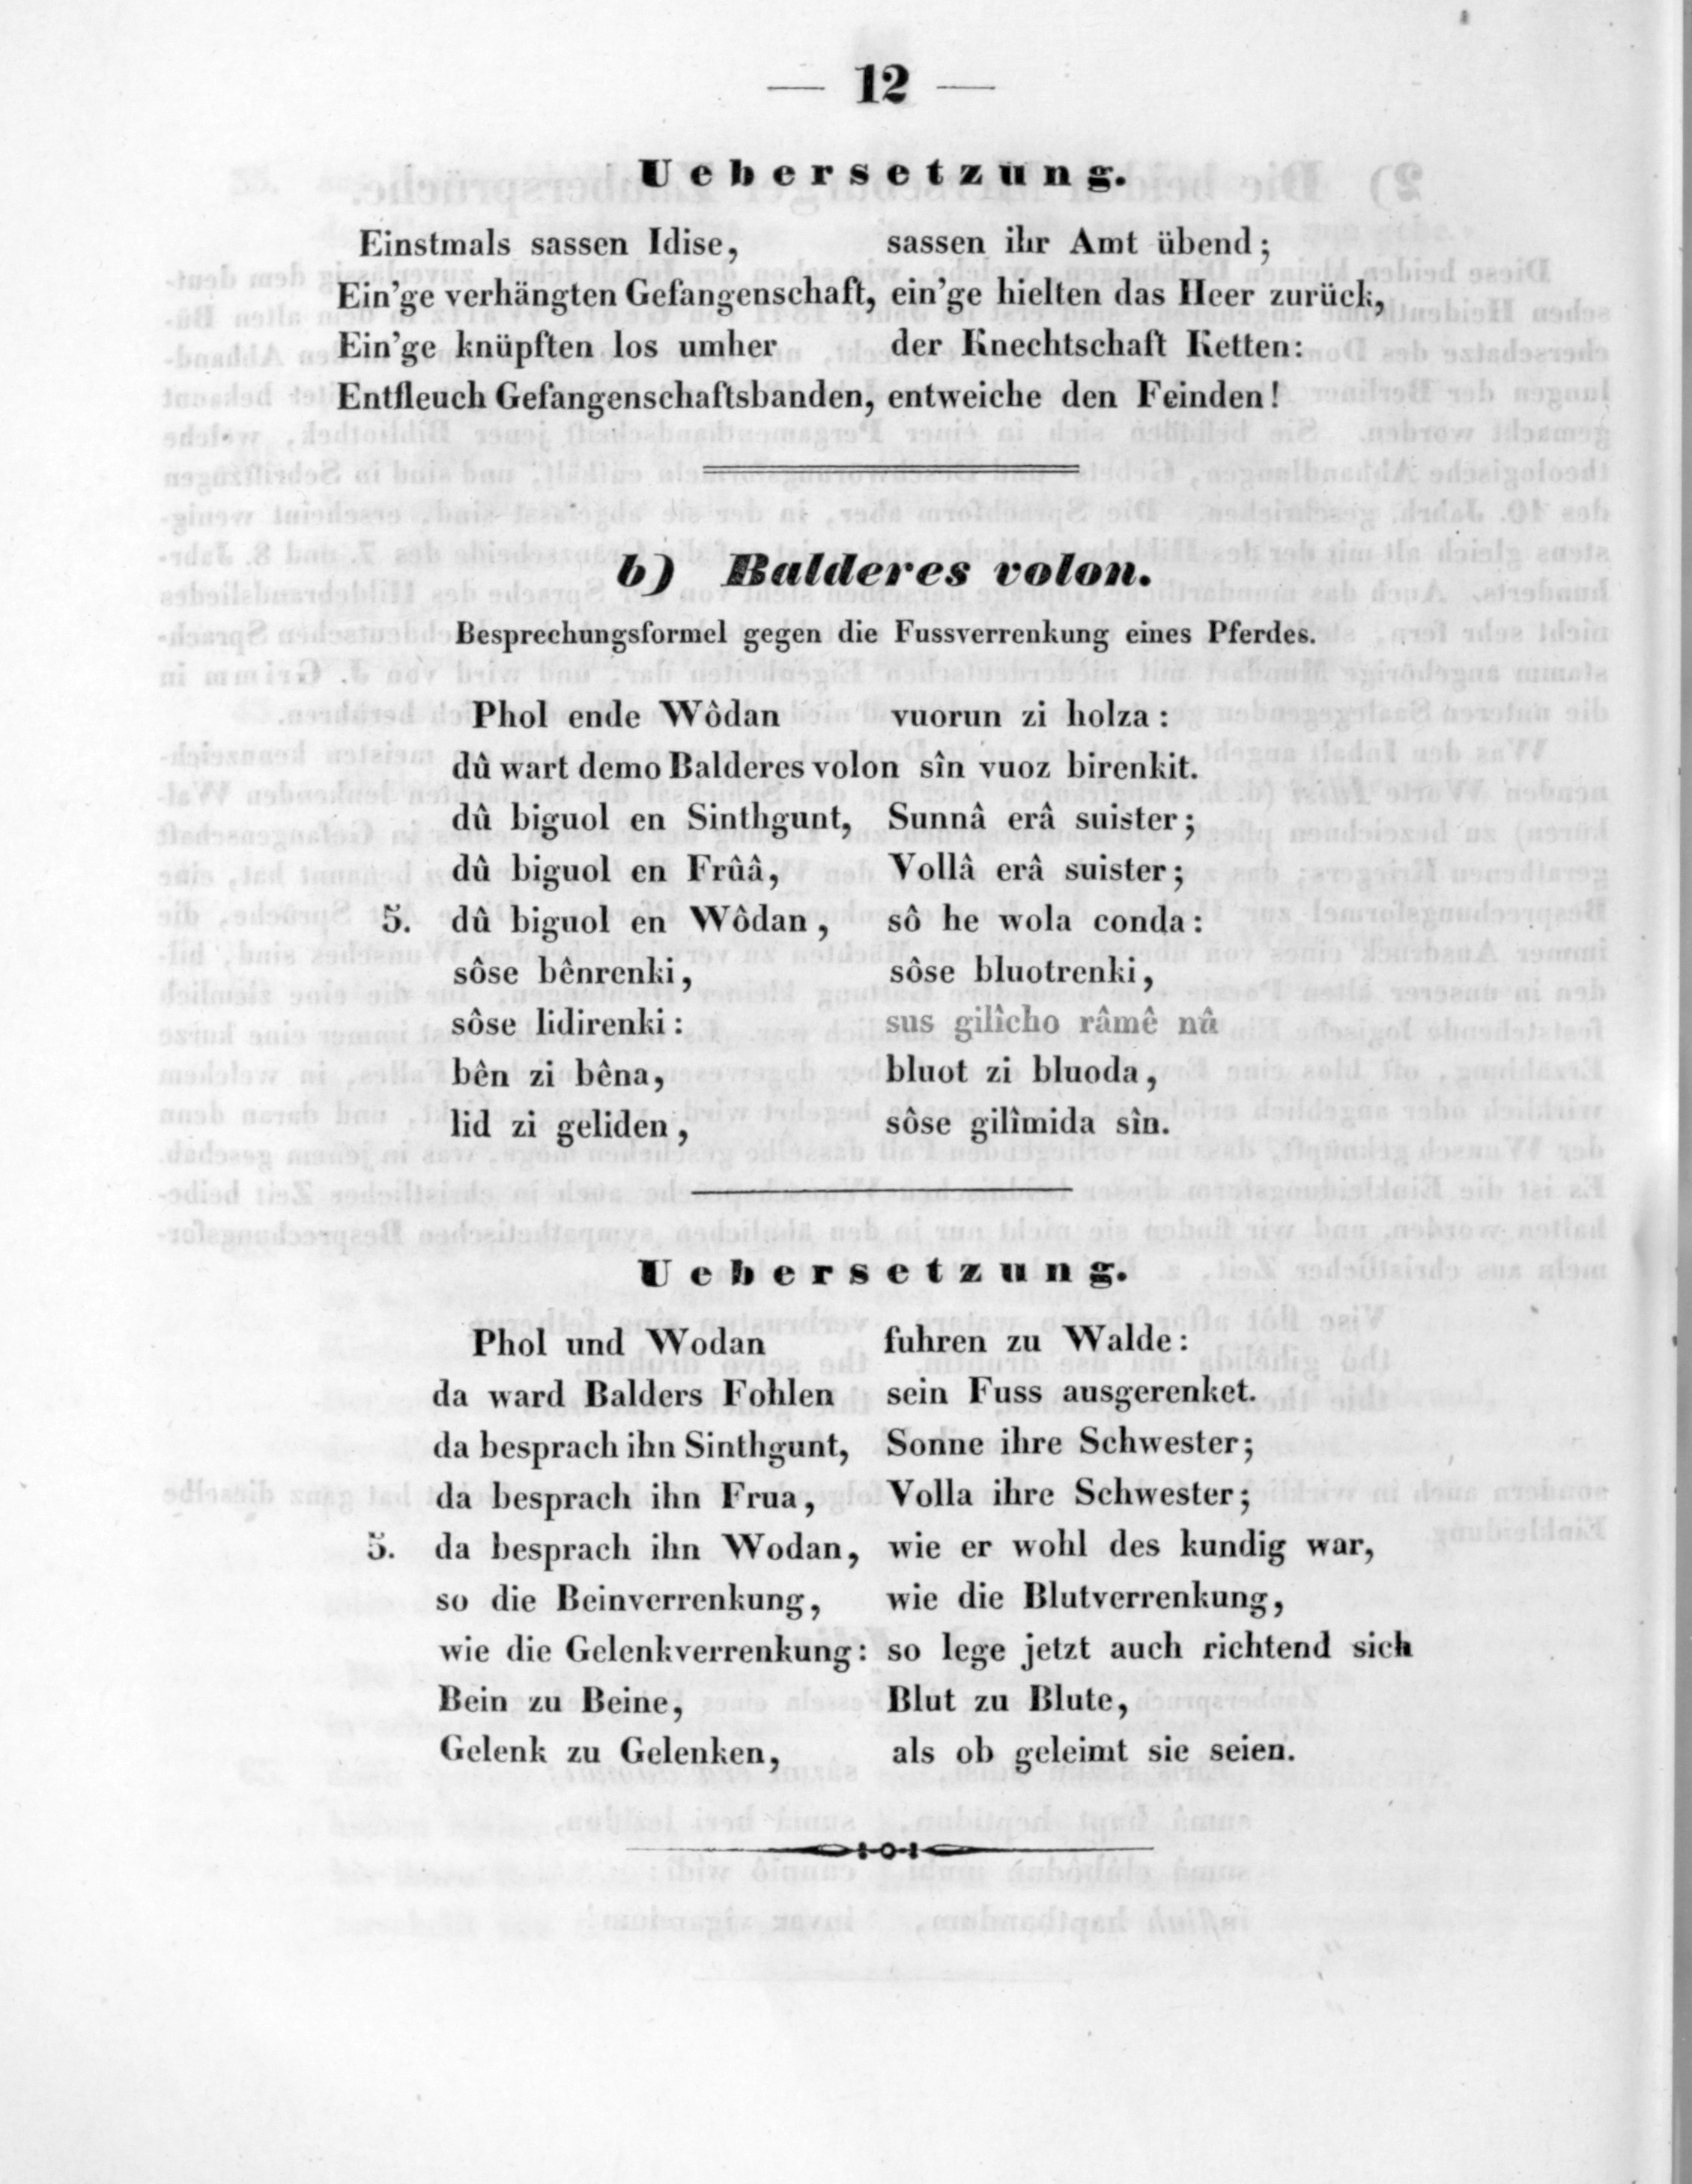 — 12 —
Uebersetzung.
Einstmals sassen Idise, sassen ihr Amt übend;
Ein'ge verhängten Gefangenschaft, ein'ge hielten das Heer zurück,
Ein'ge knüpften los umher der Knechtschaft Ketten:
Entfleuch Gefangenschaftsbanden, entweiche den Feinden!
b) Balderes volon.
Besprechungsformel gegen die Fussverrenkung eines Pferdes.
Phol ende Wôdan vuorun zi holza:
dû wart demo Balderes volon sîn vuoz birenkit.
dû biguol en Sinthgunt, Sunnâ erâ suister;
dû biguol en Frûâ, Vollâ erâ suister;
5. dû biguol en Wôdan, sô he wola conda:
sôse bênrenki, sôse bluotrenki,
sôse lidirenki: sus gilîcho râmê nû
bên zi bêna, bluot zi bluoda,
lid zi geliden, sôse gilîmida sîn.
Uebersetzung.
Phol und Wodan fuhren zu Walde:
da ward Balders Fohlen sein Fuss ausgerenket.
da besprach ihn Sinthgunt, Sonne ihre Schwester;
da besprach ihn Frua, Volla ihre Schwester;
5. da besprach ihn Wodan, wie er wohl des kundig war,
so die Beinverrenkung, wie die Blutverrenkung,
wie die Gelenkverrenkung: so lege jetzt auch richtend sich
Bein zu Beine, Blut zu Blute,
Gelenk zu Gelenken, als ob geleimt sie seien.